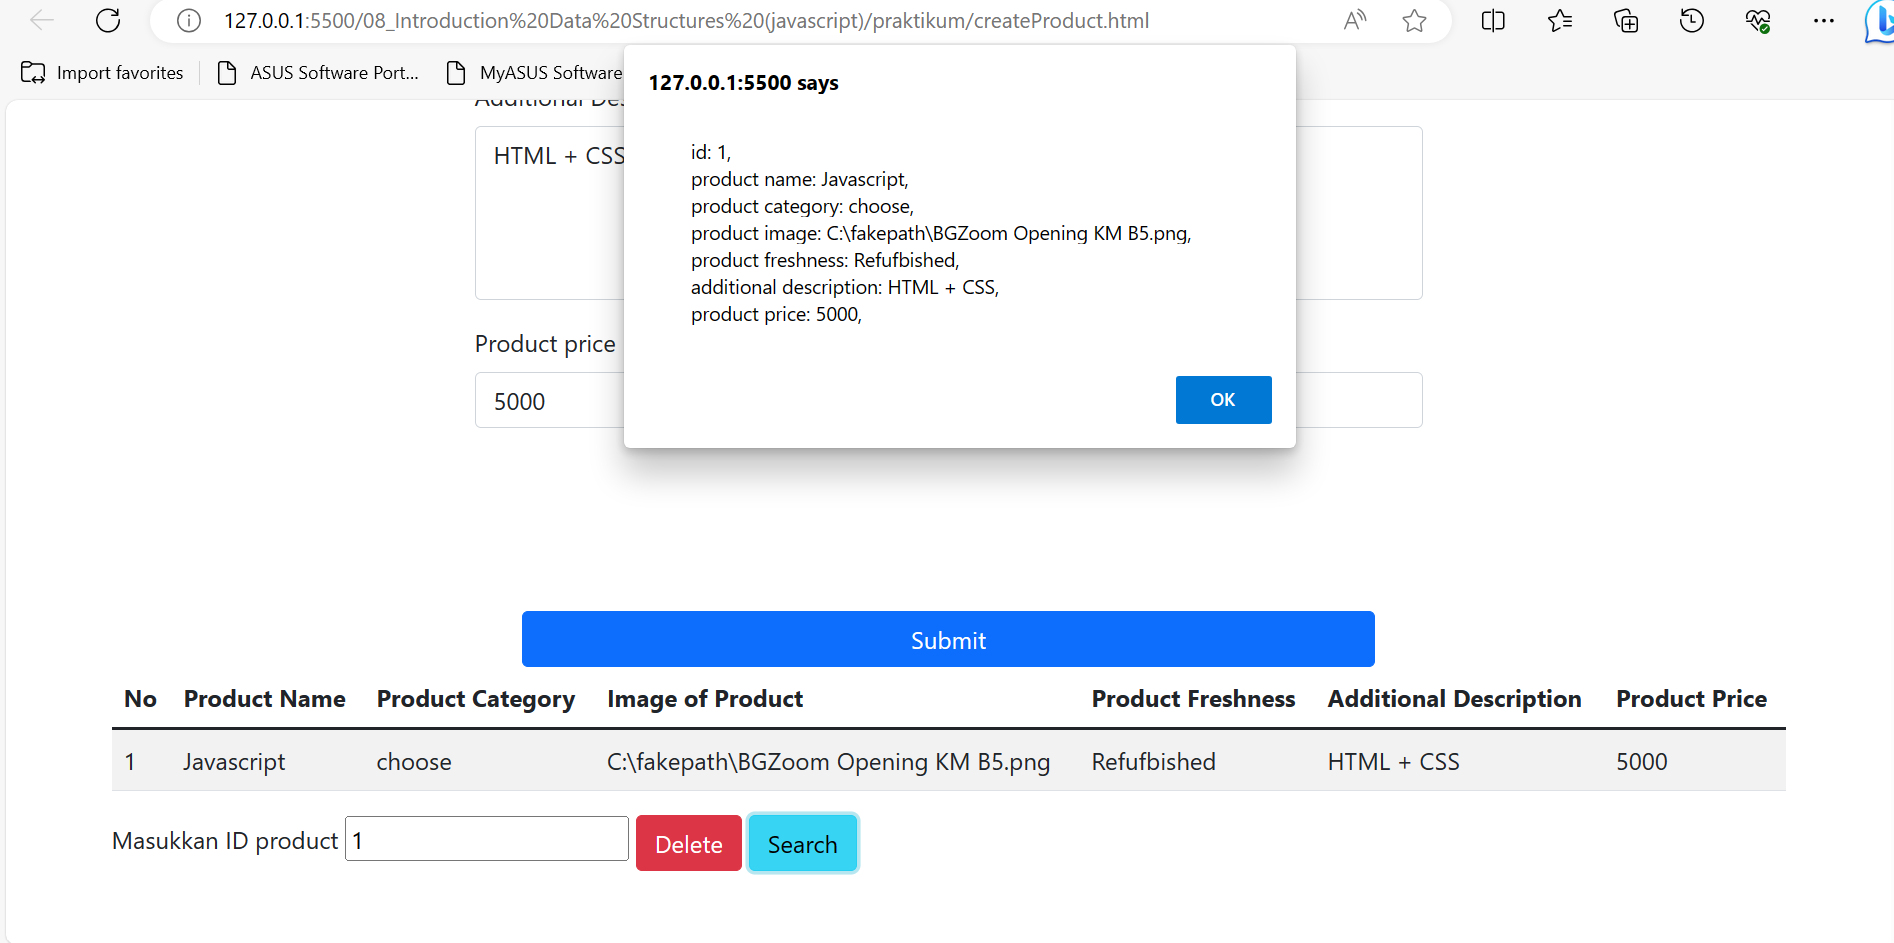 127.0.0.1:5500/08_Introduction%20Data%20Structures%20(javascript)/praktikum/createProduct.html
Import favorites
ASUS Software Port...
MyASUS Software
127.0.0.1:5500 says
id: 1,
product name: Javascript,
product category: choose,
product image: C:\fakepath\BGZoom Opening KM B5.png,
product freshness: Refufbished,
additional description: HTML + CSS,
product price: 5000,
OK
Additional Des
HTML + CSS
Product price
5000
Submit
No Product Name Product Category Image of Product Product Freshness Additional Description Product Price
1 Javascript choose C:\fakepath\BGZoom Opening KM B5.png Refufbished HTML + CSS 5000
Masukkan ID product 1 Delete Search